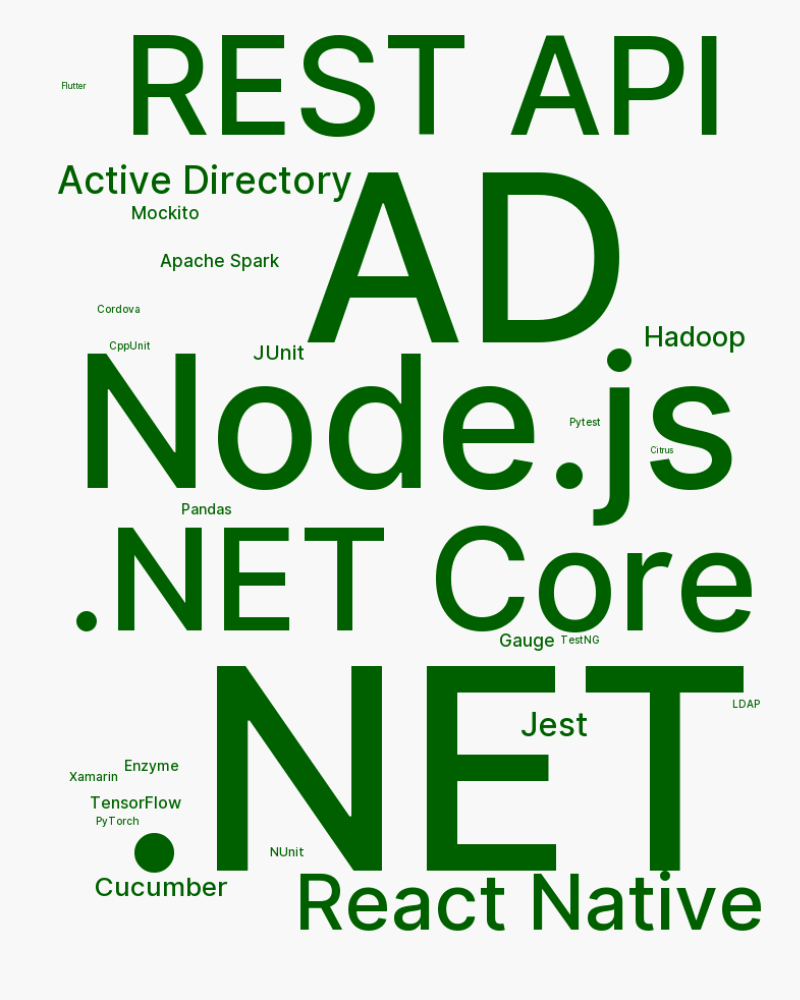 REST API
Flutter
Active Directory
AD
Mockito
Apache Spark
Cordova
Hadoop
CppUnit
JUnit
Node.js
Pytest
Citrus
Pandas
.NET Core
Gauge
TestNG
.NET
LDAP
Jest
Enzyme
Xamarin
TensorFlow
PyTorch
NUnit
Cucumber
React Native